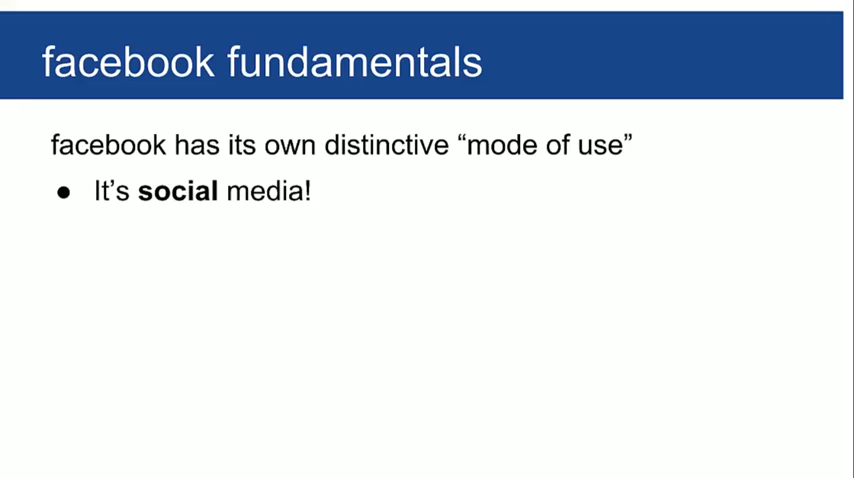 facebook fundamentals
facebook has its own distinctive “mode of use”
● It’s social media!